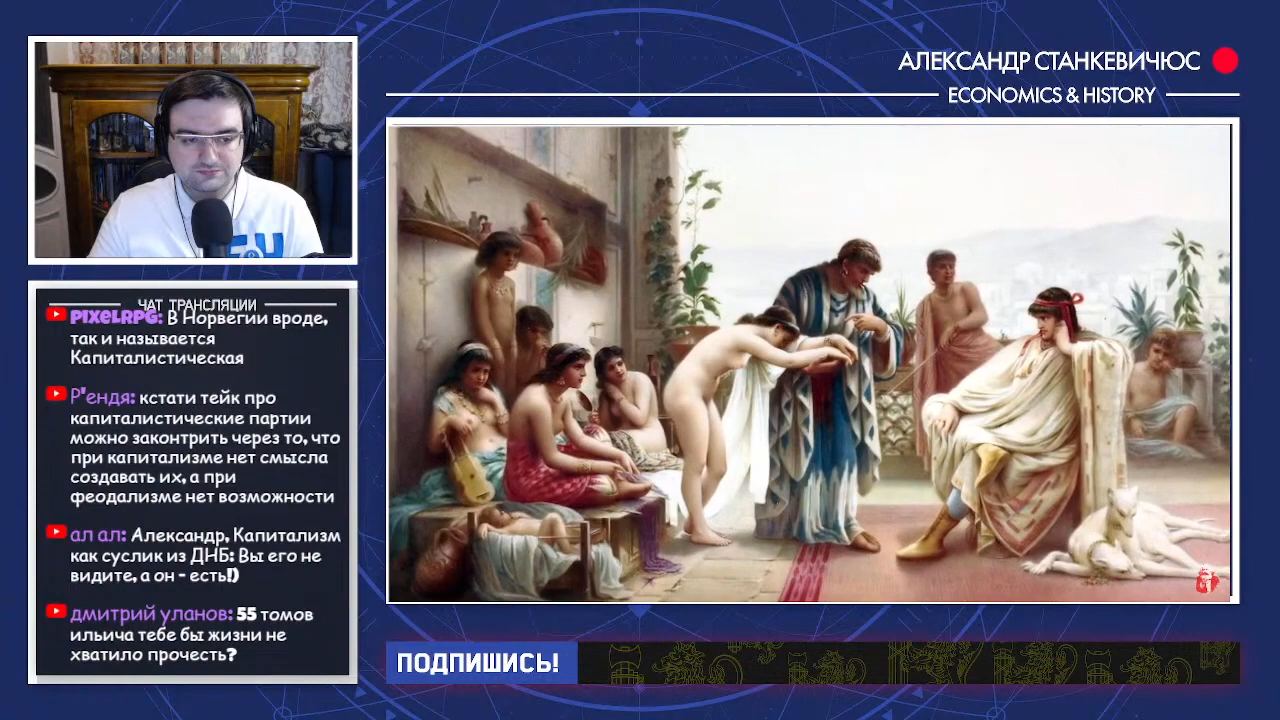 АЛЕКСАНДР СТАНКЕВИЧЮС
ECONOMICS & HISTORY
ЧАТ ТРАНСЛЯЦИИ
PIXELRPG: В Норвегии вроде,
так и называется
Капиталистическая
Р'ендя: кстати тейк про
капиталистические партии
можно законтрить через то, что
при капитализме нет смысла
создавать их, а при
феодализме нет возможности
ал ал: Александр, Капитализм
как суслик из ДНБ: Вы его не
видите, а он - есть!)
дмитрий уланов: 55 томов
ильича тебе бы жизни не
хватило прочесть?
ПОДПИШИСЬ!